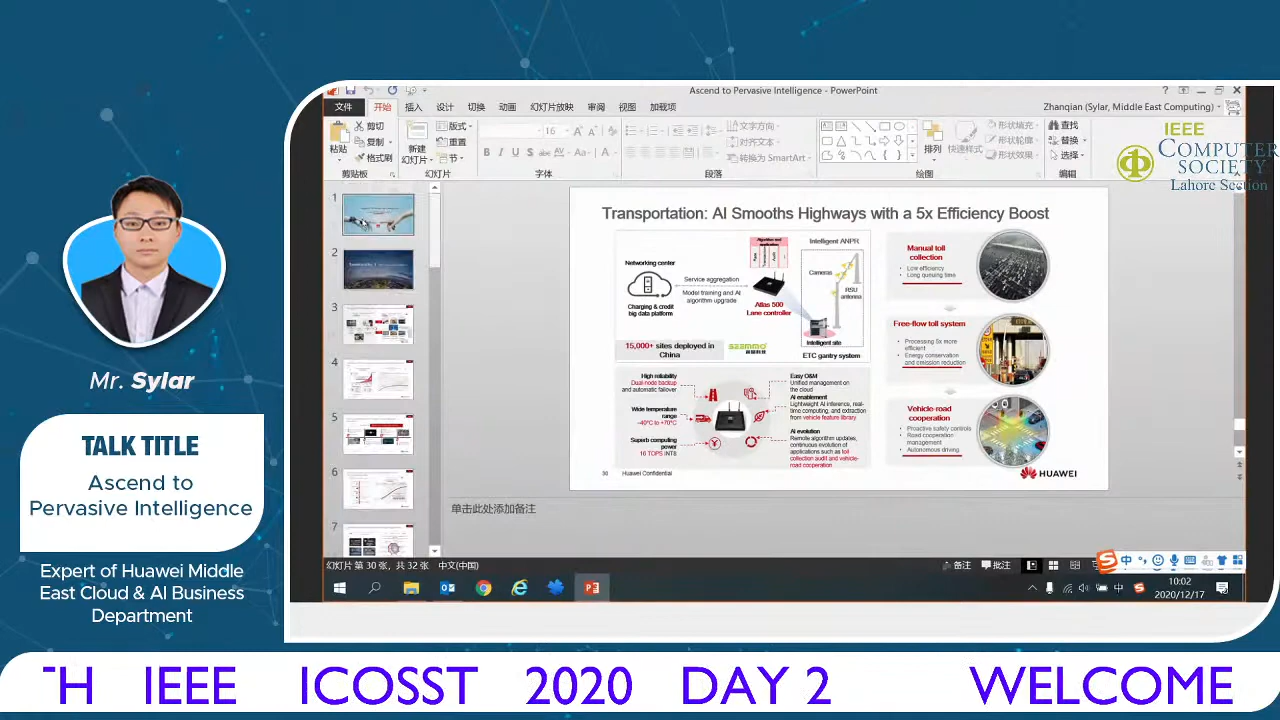 Ascend to Pervasive Intelligence - PowerPoint
文件 开始 插入 设计 切换 动画 幻灯片放映 审阅 视图 加载项
Zhanqian (Sylar, Middle East Computing)
粘贴
剪切
复制
格式刷
剪贴板
新建
幻灯片
版式
重置
节
幻灯片
16
字体
文字方向
对齐文本
转换为 SmartArt
段落
排列
快速样式
形状填充
形状轮廓
形状效果
绘图
查找
替换
选择
编辑
IEEE
COMPUTER
SOCIETY
Lahore Section
1
2
3
4
5
6
7
Transportation: AI Smooths Highways with a 5x Efficiency Boost
Networking center
Charging & credit
big data platform
Service aggregation
Model training and AI
algorithm upgrade
Algorithm and
application
Atlas 500
Lane controller
Intelligent ANPR
Cameras
RSU
antenna
Intelligent site
ETC gantry system
15,000+ sites deployed in
China
SEEMMO
High reliability
Dual-node backup
and automatic failover
Wide temperature
range
-40°C to +70°C
Superb computing
power
16 TOPS INT8
Easy O&M
Unified management on
the cloud
AI enablement
Lightweight AI inference, real-
time computing, and extraction
from vehicle feature library
AI evolution
Remote algorithm updates,
continuous evolution of
applications such as toll
collection audit and vehicle-
road cooperation
Manual toll
collection
• Low efficiency
• Long queuing time
Free-flow toll system
• Processing 5x more
efficient
• Energy conservation
and emission reduction
Vehicle-road
cooperation
• Proactive safety controls
• Road cooperation
management
• Autonomous driving
30 Huawei Confidential
HUAWEI
单击此处添加备注
幻灯片 第 30 张，共 32 张 中文(中国)
备注 批注
中
中
10:02
2020/12/17
Mr. Sylar
TALK TITLE
Ascend to
Pervasive Intelligence
Expert of Huawei Middle
East Cloud & AI Business
Department
TH IEEE ICOSST 2020 DAY 2 WELCOME